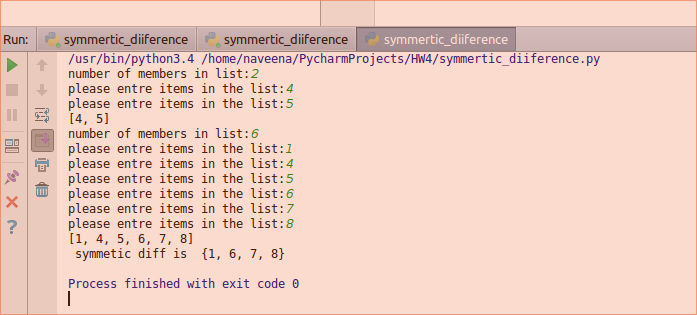 Run: symmertic_diiference symmertic_diiference symmertic_diiference
/usr/bin/python3.4 /home/naveena/PycharmProjects/HW4/symmertic_diiference.py
number of members in list:2
please entre items in the list:4
please entre items in the list:5
[4, 5]
number of members in list:6
please entre items in the list:1
please entre items in the list:4
please entre items in the list:5
please entre items in the list:6
please entre items in the list:7
please entre items in the list:8
[1, 4, 5, 6, 7, 8]
symmetic diff is {1, 6, 7, 8}
Process finished with exit code 0